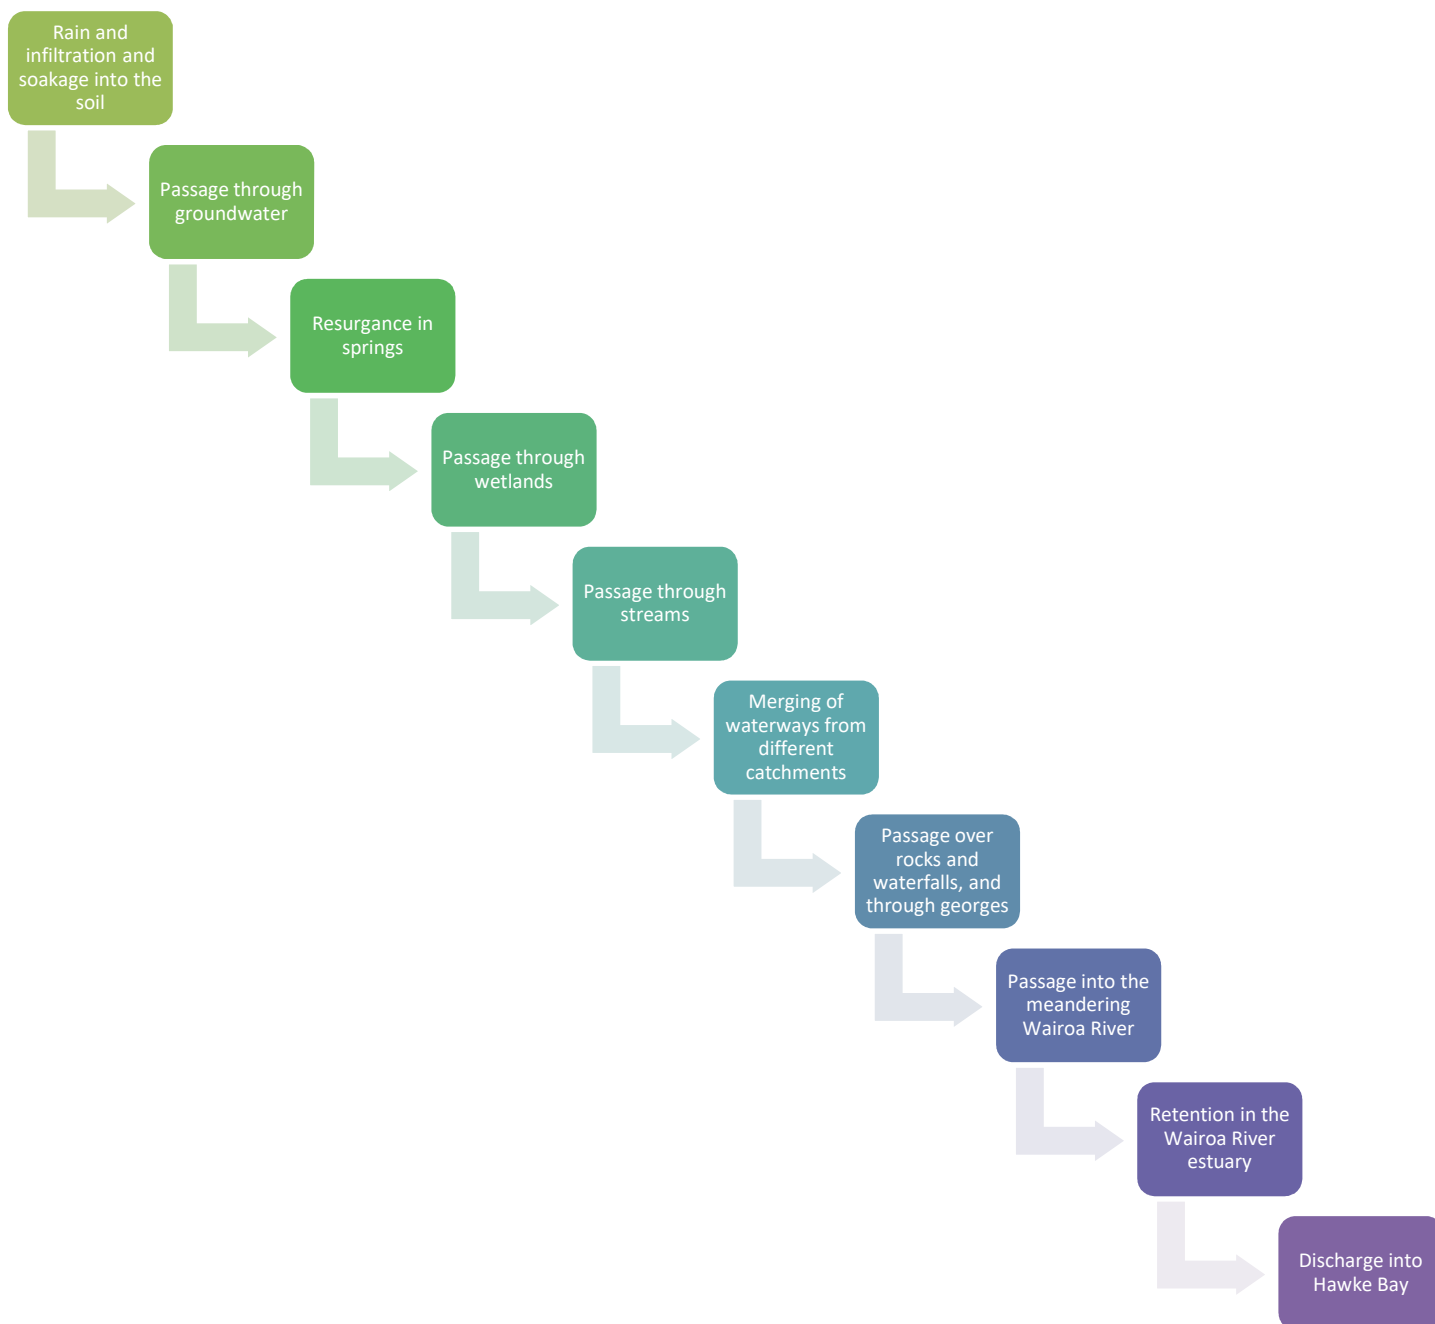 Rain and
infiltration and
soakage into the
soil
Passage through
groundwater
Resurgance in
springs
Passage through
wetlands
Passage through
streams
Merging of
waterways from
different
catchments
Passage over
rocks and
waterfalls, and
through georges
Passage into the
meandering
Wairoa River
Retention in the
Wairoa River
estuary
Discharge into
Hawke Bay